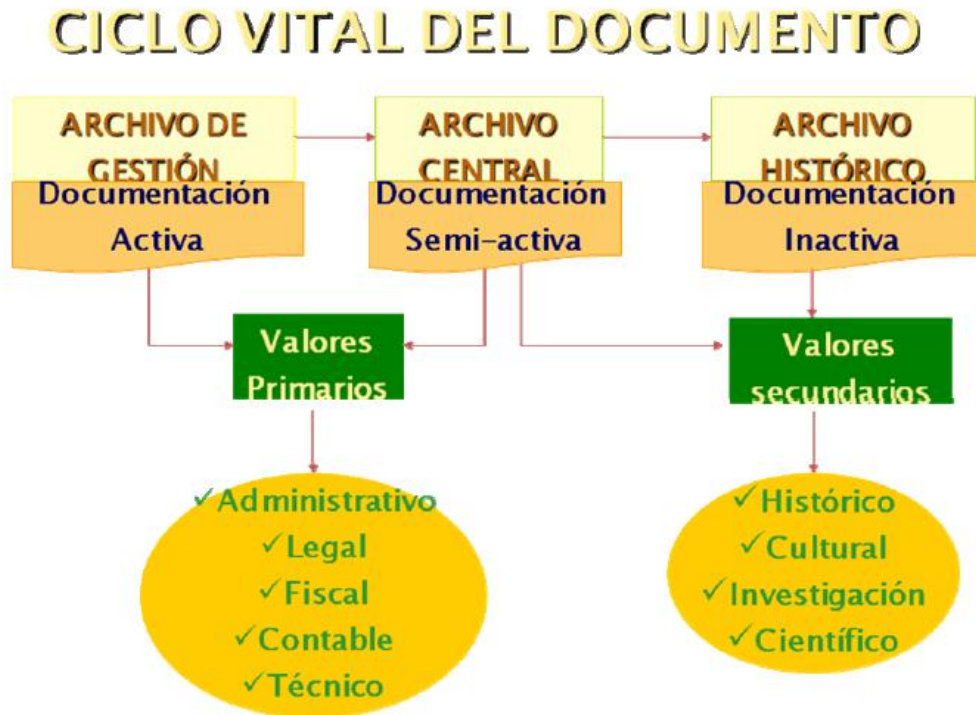 CICLO VITAL DEL DOCUMENTO
ARCHIVO DE
GESTIÓN
Documentación
Activa
ARCHIVO
CENTRAL
Documentación
Semi-activa
ARCHIVO
HISTÓRICO
Documentación
Inactiva
Valores
Primarios
Valores
secundarios
✓Administrativo
✓Legal
✓Fiscal
✓Contable
✓Técnico
✓Histórico
✓Cultural
✓Investigación
✓Científico